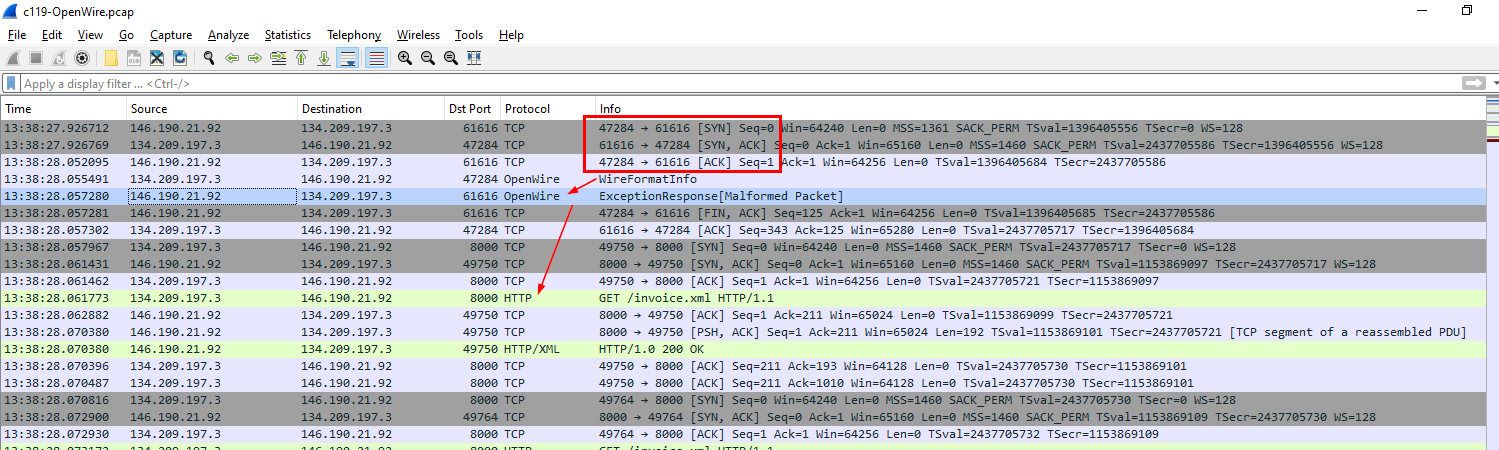 c119-OpenWire.pcap
File Edit View Go Capture Analyze Statistics Telephony Wireless Tools Help
Apply a display filter ... <Ctrl-/>
Time Source Destination Dst Port Protocol Info
13:38:27.926712 146.190.21.92 134.209.197.3 61616 TCP 47284 → 61616 [SYN] Seq=0 Win=64240 Len=0 MSS=1361 SACK_PERM TSval=1396405556 TSecr=0 WS=128
13:38:27.926769 134.209.197.3 146.190.21.92 47284 TCP 61616 → 47284 [SYN, ACK] Seq=0 Ack=1 Win=65160 Len=0 MSS=1460 SACK_PERM TSval=2437705586 TSecr=1396405556 WS=128
13:38:28.052095 146.190.21.92 134.209.197.3 61616 TCP 47284 → 61616 [ACK] Seq=1 Ack=1 Win=64256 Len=0 TSval=1396405684 TSecr=2437705586
13:38:28.055491 134.209.197.3 146.190.21.92 47284 OpenWire WireFormatInfo
13:38:28.057280 146.190.21.92 134.209.197.3 61616 OpenWire ExceptionResponse[Malformed Packet]
13:38:28.057281 146.190.21.92 134.209.197.3 61616 TCP 47284 → 61616 [FIN, ACK] Seq=125 Ack=1 Win=64256 Len=0 TSval=1396405685 TSecr=2437705586
13:38:28.057302 134.209.197.3 146.190.21.92 47284 TCP 61616 → 47284 [ACK] Seq=343 Ack=125 Win=65280 Len=0 TSval=2437705717 TSecr=1396405684
13:38:28.057967 134.209.197.3 146.190.21.92 8000 TCP 49750 → 8000 [SYN] Seq=0 Win=64240 Len=0 MSS=1460 SACK_PERM TSval=2437705717 TSecr=0 WS=128
13:38:28.061431 146.190.21.92 134.209.197.3 49750 TCP 8000 → 49750 [SYN, ACK] Seq=0 Ack=1 Win=65160 Len=0 MSS=1460 SACK_PERM TSval=1153869097 TSecr=2437705717 WS=128
13:38:28.061462 134.209.197.3 146.190.21.92 8000 TCP 49750 → 8000 [ACK] Seq=1 Ack=1 Win=64256 Len=0 TSval=2437705721 TSecr=1153869097
13:38:28.061773 134.209.197.3 146.190.21.92 8000 HTTP GET /invoice.xml HTTP/1.1
13:38:28.062882 146.190.21.92 134.209.197.3 49750 TCP 8000 → 49750 [ACK] Seq=1 Ack=211 Win=65024 Len=0 TSval=1153869099 TSecr=2437705721
13:38:28.070380 146.190.21.92 134.209.197.3 49750 TCP 8000 → 49750 [PSH, ACK] Seq=1 Ack=211 Win=65024 Len=192 TSval=1153869101 TSecr=2437705721 [TCP segment of a reassembled PDU]
13:38:28.070380 146.190.21.92 134.209.197.3 49750 HTTP/XML HTTP/1.0 200 OK
13:38:28.070396 134.209.197.3 146.190.21.92 8000 TCP 49750 → 8000 [ACK] Seq=211 Ack=193 Win=64128 Len=0 TSval=2437705730 TSecr=1153869101
13:38:28.070487 134.209.197.3 146.190.21.92 8000 TCP 49750 → 8000 [ACK] Seq=211 Ack=1010 Win=64128 Len=0 TSval=2437705730 TSecr=1153869101
13:38:28.070816 134.209.197.3 146.190.21.92 8000 TCP 49764 → 8000 [SYN] Seq=0 Win=64240 Len=0 MSS=1460 SACK_PERM TSval=2437705730 TSecr=0 WS=128
13:38:28.072900 146.190.21.92 134.209.197.3 49764 TCP 8000 → 49764 [SYN, ACK] Seq=0 Ack=1 Win=65160 Len=0 MSS=1460 SACK_PERM TSval=1153869109 TSecr=2437705730 WS=128
13:38:28.072930 134.209.197.3 146.190.21.92 8000 TCP 49764 → 8000 [ACK] Seq=1 Ack=1 Win=64256 Len=0 TSval=2437705732 TSecr=1153869109